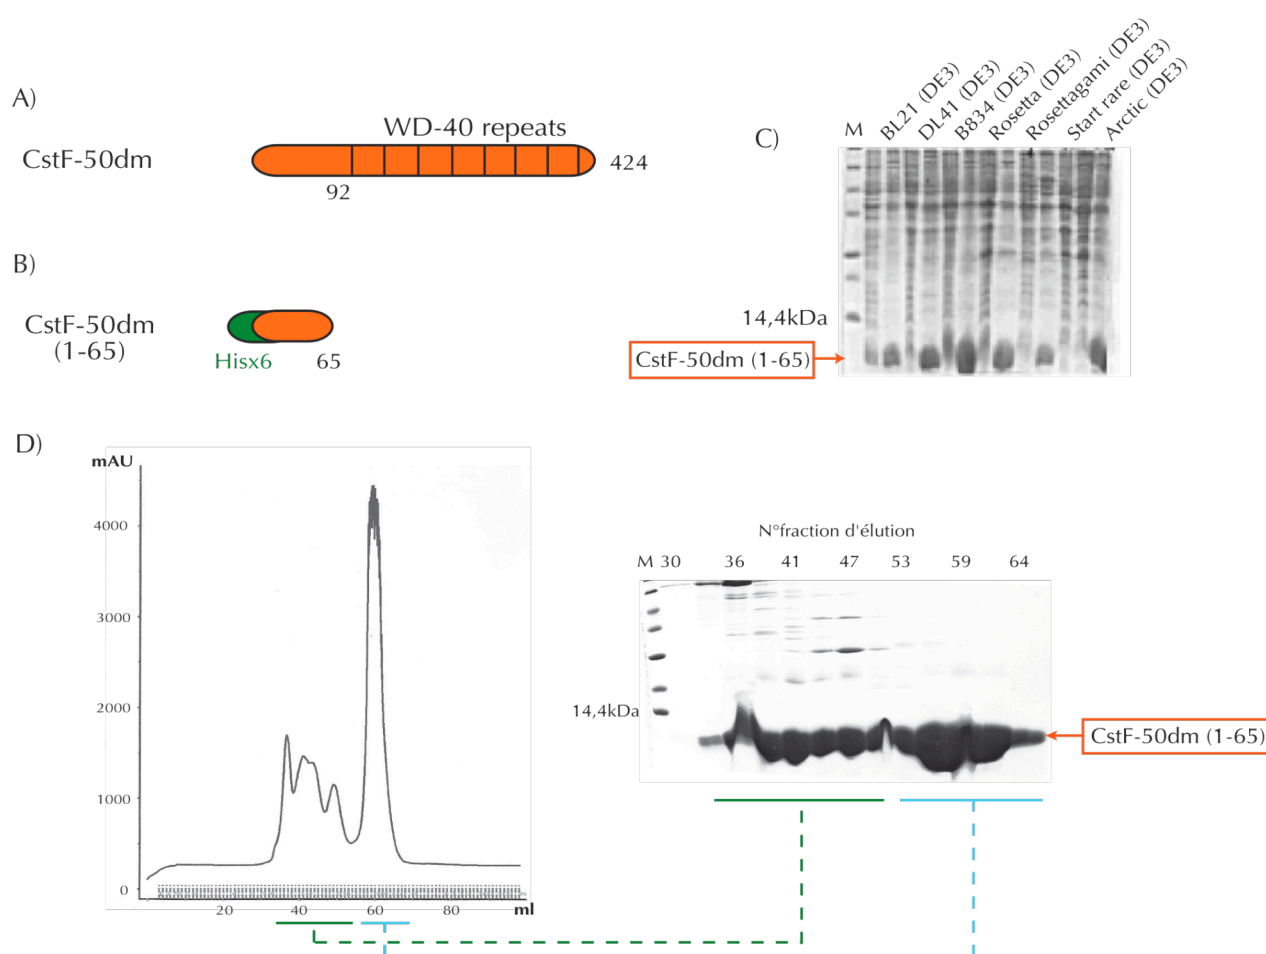 A)
WD-40 repeats
CstF-50dm
424
92
B)
CstF-50dm
(1-65)
Hisx6
65
C)
M
BL21 (DE3)
DL41 (DE3)
B834 (DE3)
Rosetta (DE3)
Rosettagami (DE3)
Start rare (DE3)
Arctic (DE3)
14,4kDa
CstF-50dm (1-65)
D)
mAU
4000
3000
2000
1000
0
20 40 60 80 ml
N°fraction d'élution
M 30 36 41 47 53 59 64
14,4kDa
CstF-50dm (1-65)